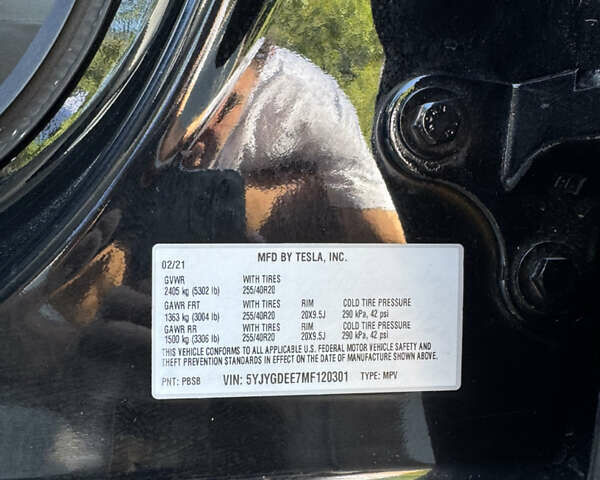 02/21 MFD BY TESLA, INC.
GVWR WITH TIRES
2405 kg (5302 lb) 255/40R20
GAWR FRT WITH TIRES RIM COLD TIRE PRESSURE
1363 kg (3004 lb) 255/40R20 20X9.5J 290 kPa, 42 psi
GAWR RR WITH TIRES RIM COLD TIRE PRESSURE
1500 kg (3306 lb) 255/40R20 20X9.5J 290 kPa, 42 psi
THIS VEHICLE CONFORMS TO ALL APPLICABLE U.S. FEDERAL MOTOR VEHICLE SAFETY AND
THEFT PREVENTION STANDARDS IN EFFECT ON THE DATE OF MANUFACTURE SHOWN ABOVE.
PNT: PBSB VIN: 5YJYGDEE7MF120301 TYPE: MPV